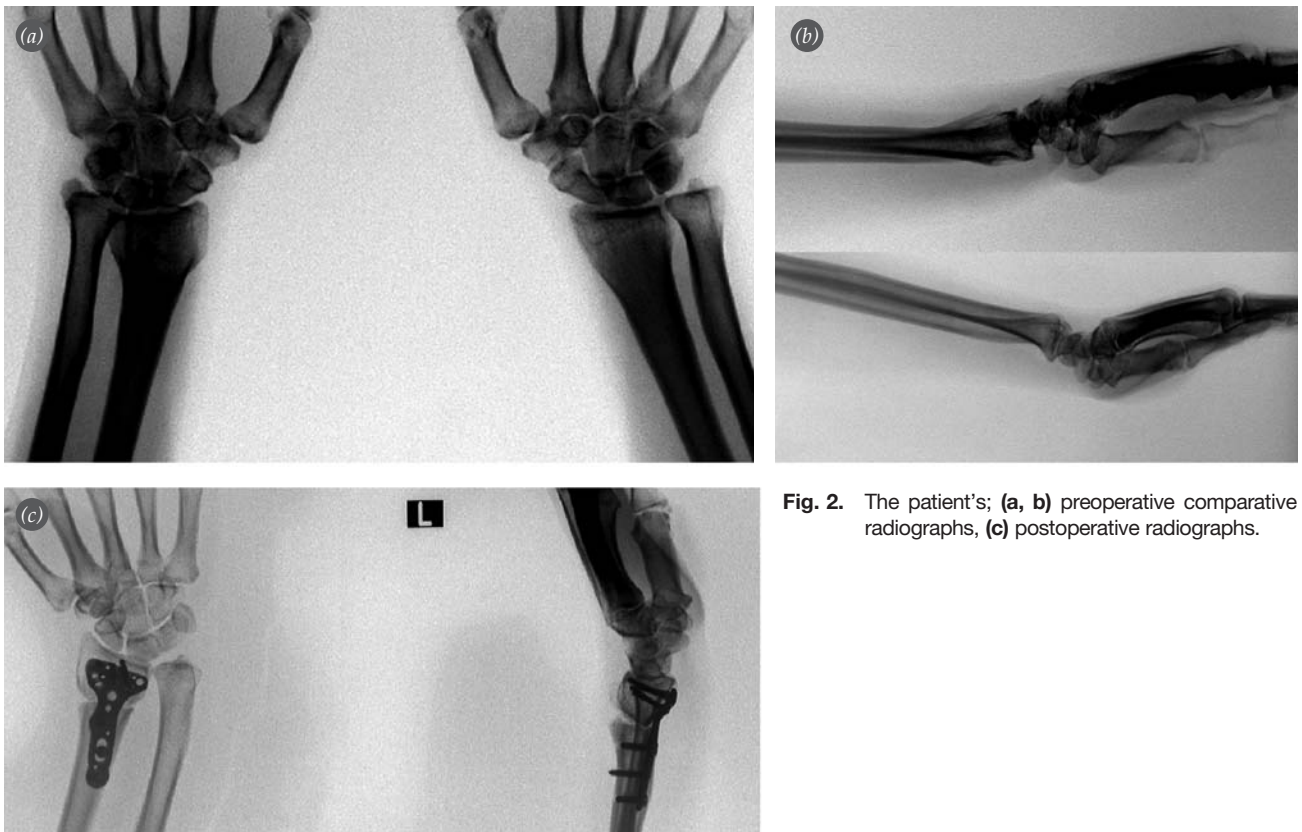 (a)
(b)
(c)
L
Fig. 2. The patient's; (a, b) preoperative comparative
radiographs, (c) postoperative radiographs.